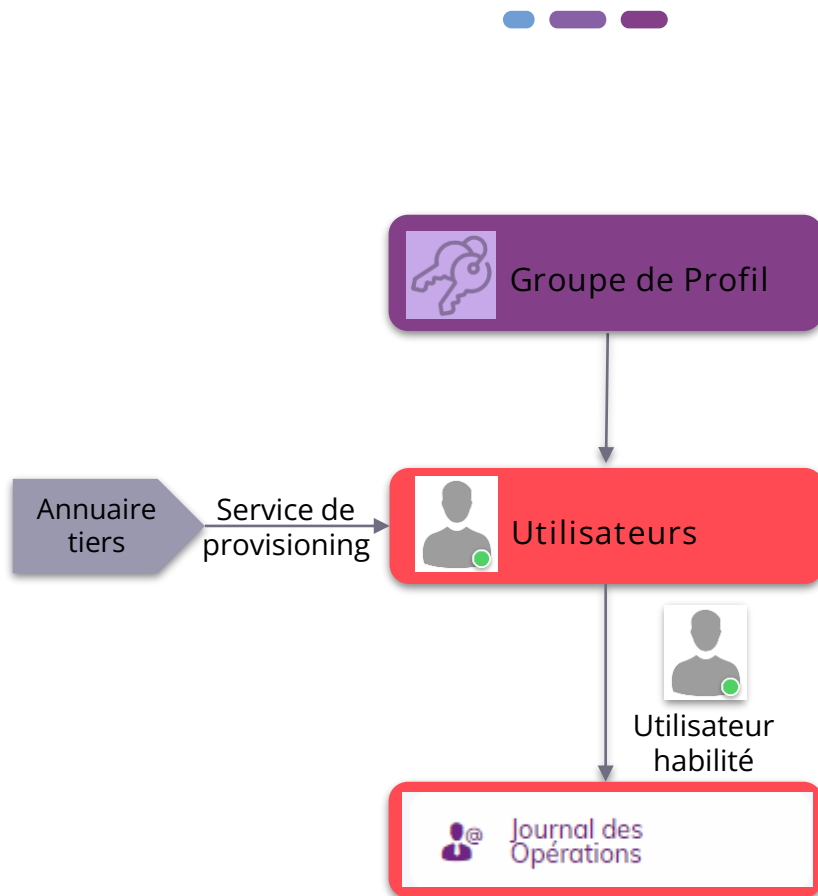 Groupe de Profil
Annuaire
tiers
Service de
provisioning
Utilisateurs
Utilisateur
habilité
@
Journal des
Opérations